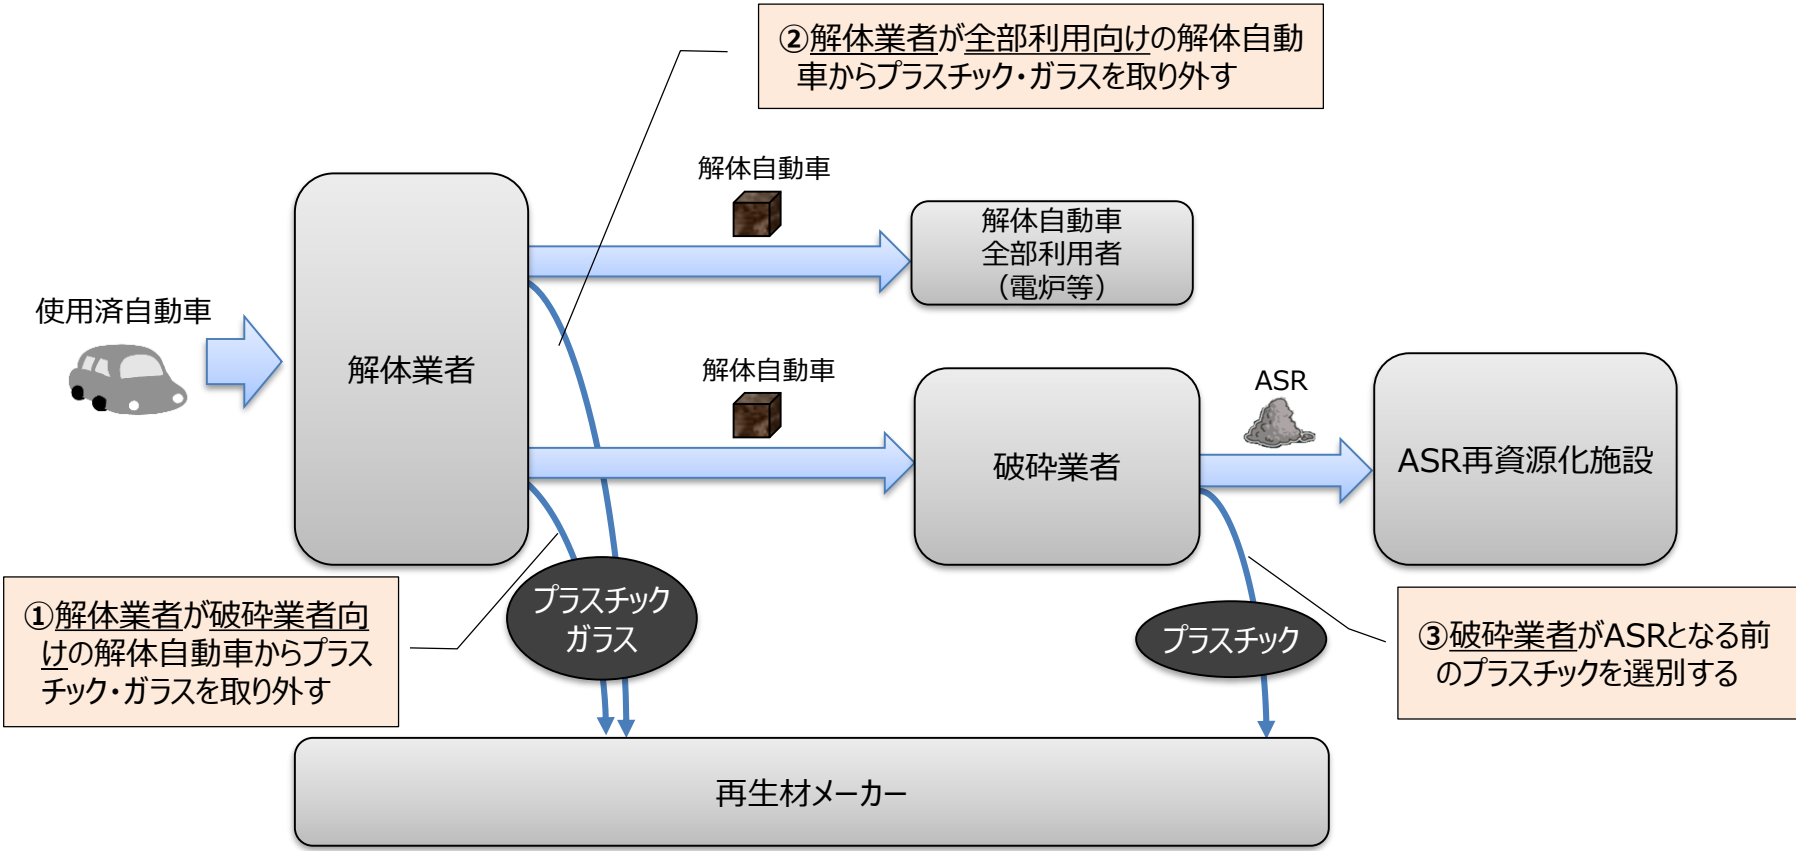 ②解体業者が全部利用向けの解体自動
車からプラスチック・ガラスを取り外す
解体自動車
解体自動車
全部利用者
（電炉等）
使用済自動車
解体業者
解体自動車
破砕業者
ASR
ASR再資源化施設
プラスチック
ガラス
①解体業者が破砕業者向
けの解体自動車からプラス
チック・ガラスを取り外す
プラスチック
③破砕業者がASRとなる前
のプラスチックを選別する
再生材メーカー